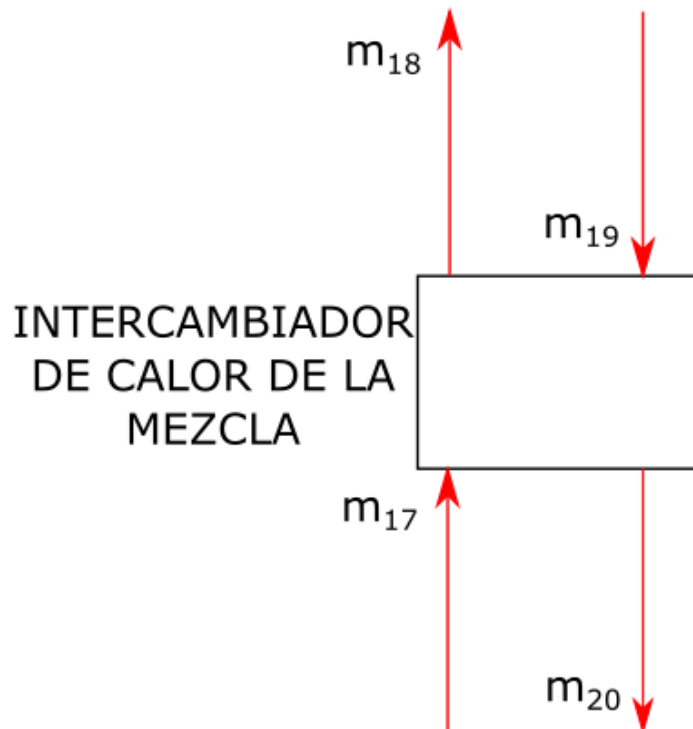 m₁₈
m₁₉
INTERCAMBIADOR
DE CALOR DE LA
MEZCLA
m₁₇
m₂₀